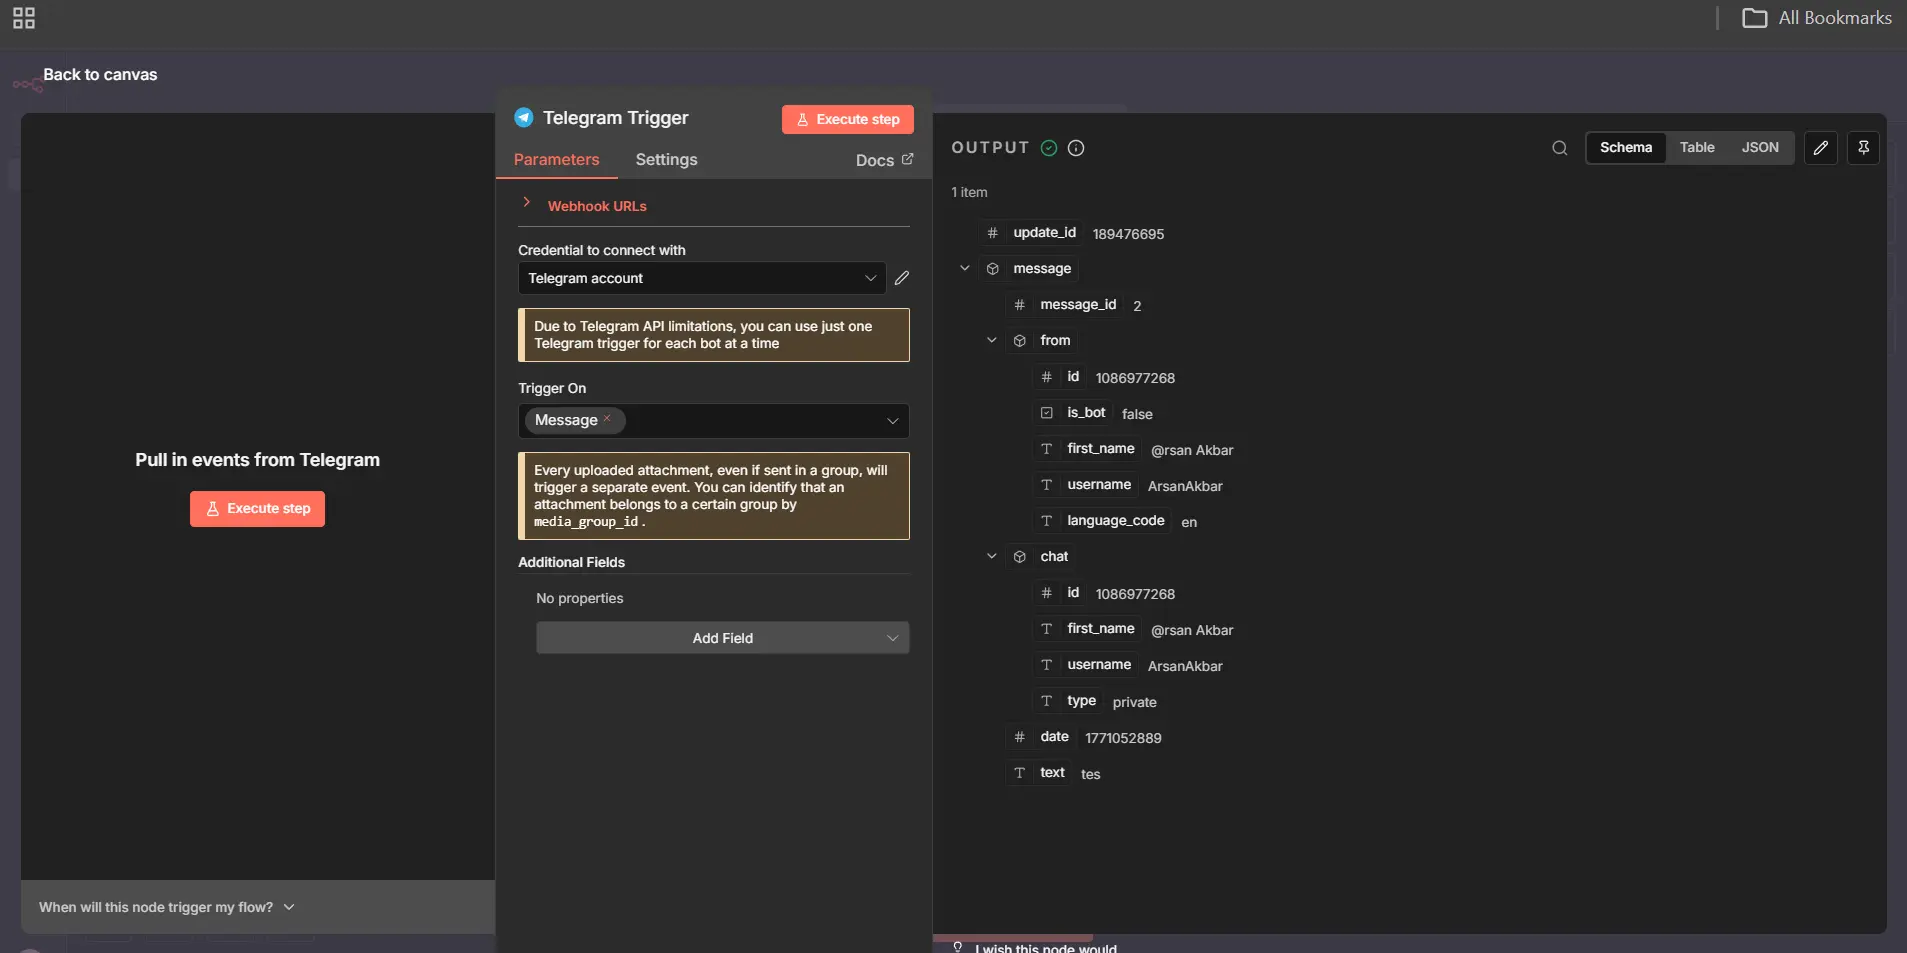 All Bookmarks
Back to canvas
Pull in events from Telegram
Execute step
When will this node trigger my flow?
Telegram Trigger
Execute step
Parameters
Settings
Docs
Webhook URLs
Credential to connect with
Telegram account
Due to Telegram API limitations, you can use just one
Telegram trigger for each bot at a time
Trigger On
Message
Every uploaded attachment, even if sent in a group, will
trigger a separate event. You can identify that an
attachment belongs to a certain group by
media_group_id.
Additional Fields
No properties
Add Field
OUTPUT
Schema Table JSON
1 item
# update_id 189476695
message
# message_id 2
from
# id 1086977268
is_bot false
T first_name @rsan Akbar
T username ArsanAkbar
T language_code en
chat
# id 1086977268
T first_name @rsan Akbar
T username ArsanAkbar
T type private
# date 1771052889
T text tes
I wish this node would